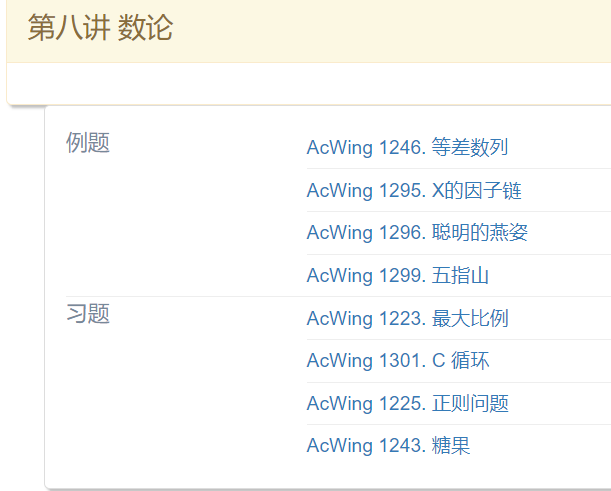 第八讲 数论
例题
AcWing 1246. 等差数列
AcWing 1295. X的因子链
AcWing 1296. 聪明的燕姿
AcWing 1299. 五指山
习题
AcWing 1223. 最大比例
AcWing 1301. C 循环
AcWing 1225. 正则问题
AcWing 1243. 糖果